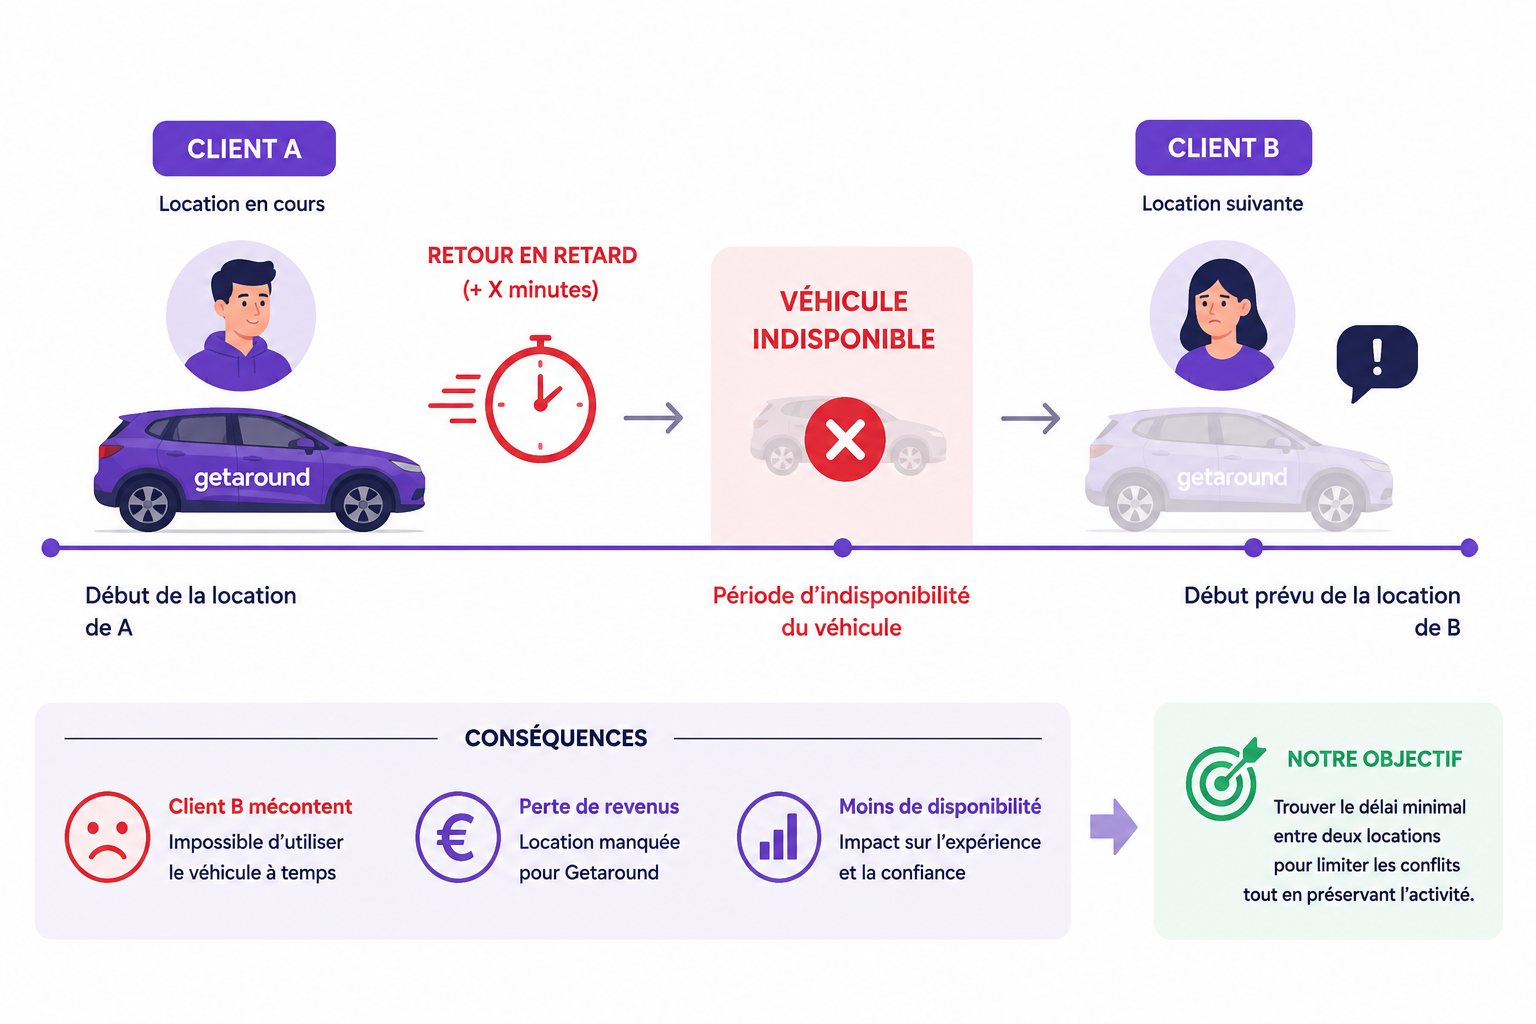 CLIENT A
Location en cours
RETOUR EN RETARD
(+ X minutes)
VÉHICULE
INDISPONIBLE
CLIENT B
Location suivante
!
getaround
getaround
Début de la location
de A
Période d’indisponibilité
du véhicule
Début prévu de la location
de B
CONSÉQUENCES
Client B mécontent
Impossible d’utiliser
le véhicule à temps
€
Perte de revenus
Location manquée
pour Getaround
Moins de disponibilité
Impact sur l’expérience
et la confiance
NOTRE OBJECTIF
Trouver le délai minimal
entre deux locations
pour limiter les conflits
tout en préservant l’activité.